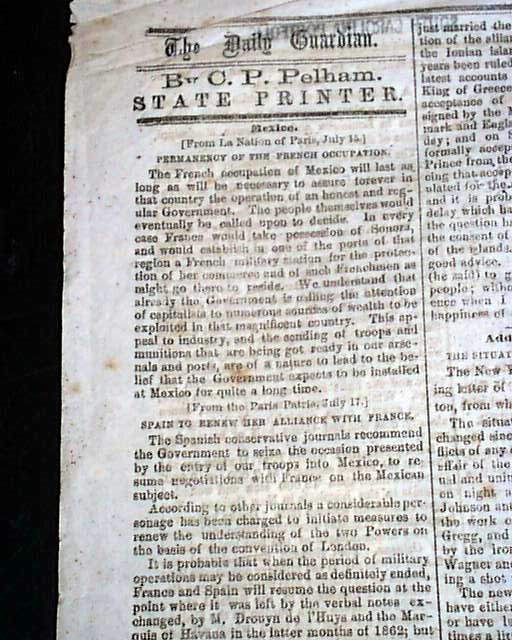 The Daily Guardian.
By C. P. Pelham.
STATE PRINTER.
Mexico.
[From La Nation of Paris, July 15.]
PERMANENCY OF THE FRENCH OCCUPATION.
The French occupation of Mexico will last as
long as will be necessary to assure forever in
that country the operation of an honest and reg-
ular Government. The people themselves would
eventually be called upon to decide. In every
case France would take possession of Sonora,
and would establish in one of the ports of that
region a French military station for the protec-
tion of her commerce and of such Frenchmen as
might go there to reside. We understand that
already the Government is calling the attention
of capitalists to numerous sources of wealth to be
exploited in that magnificent country. This ap-
peal to industry, and the sending of troops and
munitions that are being got ready in our arse-
nals and ports, are of a nature to lead to the be-
lief that the Government expects to be installed
at Mexico for quite a long time.
[From the Paris Patrie, July 17.]
SPAIN TO RENEW HER ALLIANCE WITH FRANCE.
The Spanish conservative journals recommend
the Government to seize the occasion presented
by the entry of our troops into Mexico, to re-
sume negotiations with France on the Mexican
subject.
According to other journals a considerable per-
sonage has been charged to initiate measures to
renew the understanding of the two Powers on
the basis of the convention of London.
It is probable that when the period of military
operations may be considered as definitely ended,
France and Spain will resume the question at the
point where it was left by the verbal notes ex-
changed, by M. Drouyn de l'Huys and the Mar-
quis of Havana in the latter months of 1862; but
just married the
tion of the allian
the Ionian islan
years been ruled
latest accounts
King of Greece
acceptance of
signed by the M
mark and Engla
day; and on S
formally accep
Prince from the
cing that accep
ulated for the
and it is prob
delay which ha
the question h
the consent o
of the islands.
good advice.
(he said) to g
people; witho
ence when I
happiness of
Add
THE SITUAT
The New Y
ing letter of
ton, from wh
The situa
changed since
flicts of any
affair of the
ual and unin
on night a
Johnson and
the work o
Gregg, and
by the iron
Wagner and
ing a shot
The new
have either
or have l
times a li